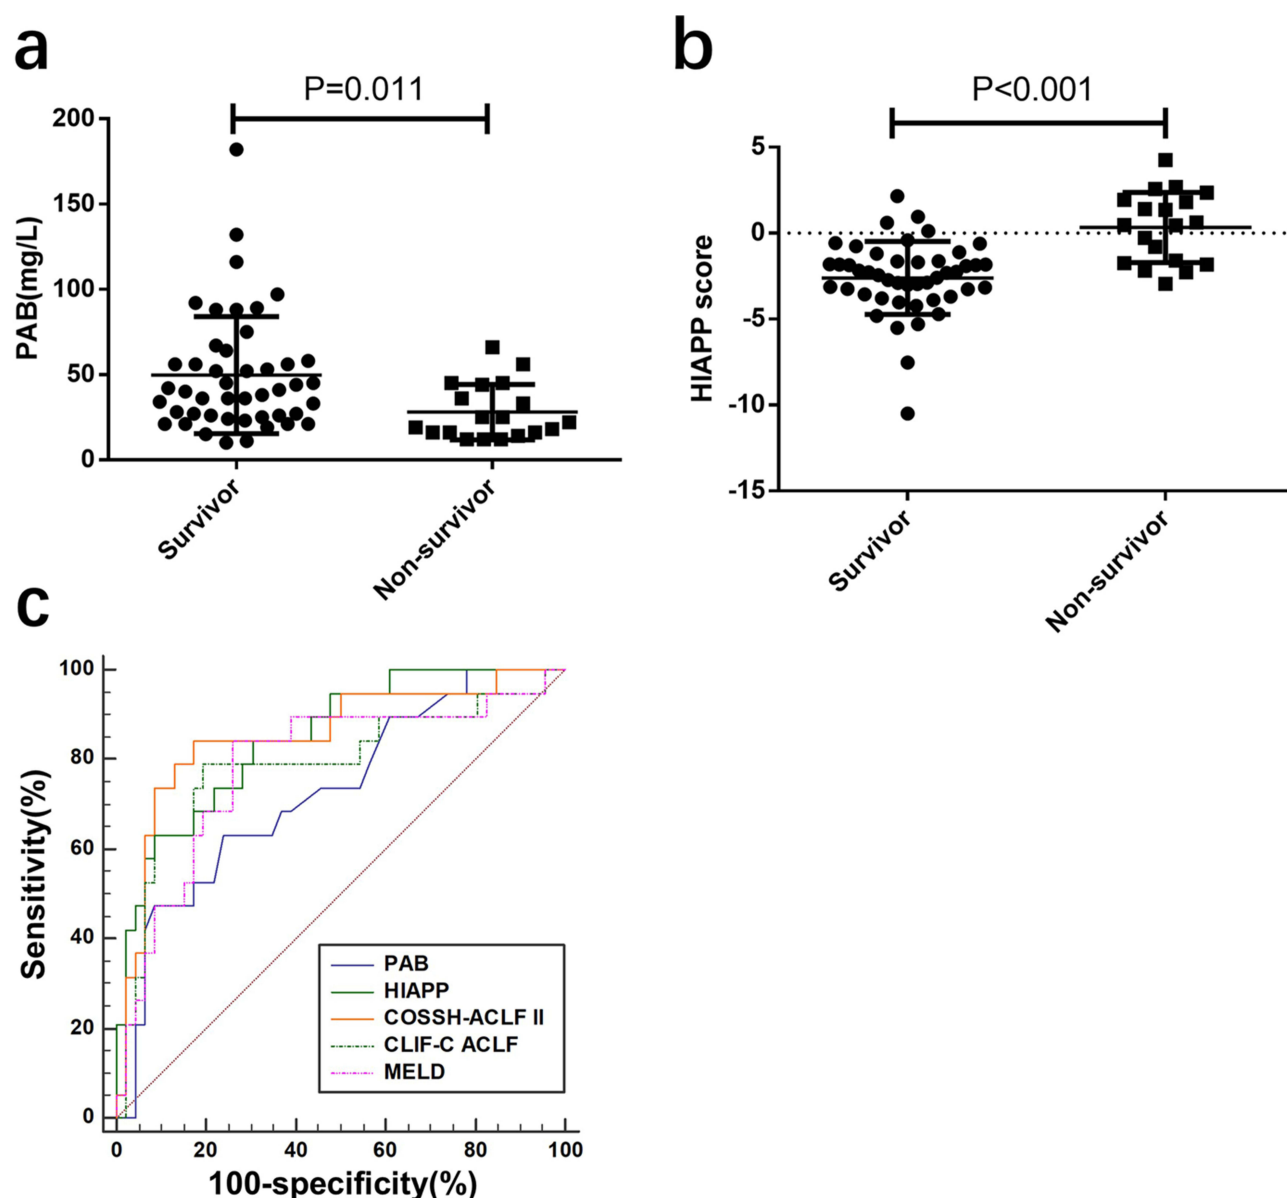 a
P=0.011
200
150
100
50
0
PAB(mg/L)
Survivor
Non-survivor
b
P<0.001
5
0
-5
-10
-15
HIAPP score
Survivor
Non-survivor
c
100
80
60
40
20
0
Sensitivity(%)
PAB
HIAPP
COSSH-ACLF II
CLIF-C ACLF
MELD
0 20 40 60 80 100
100-specificity(%)